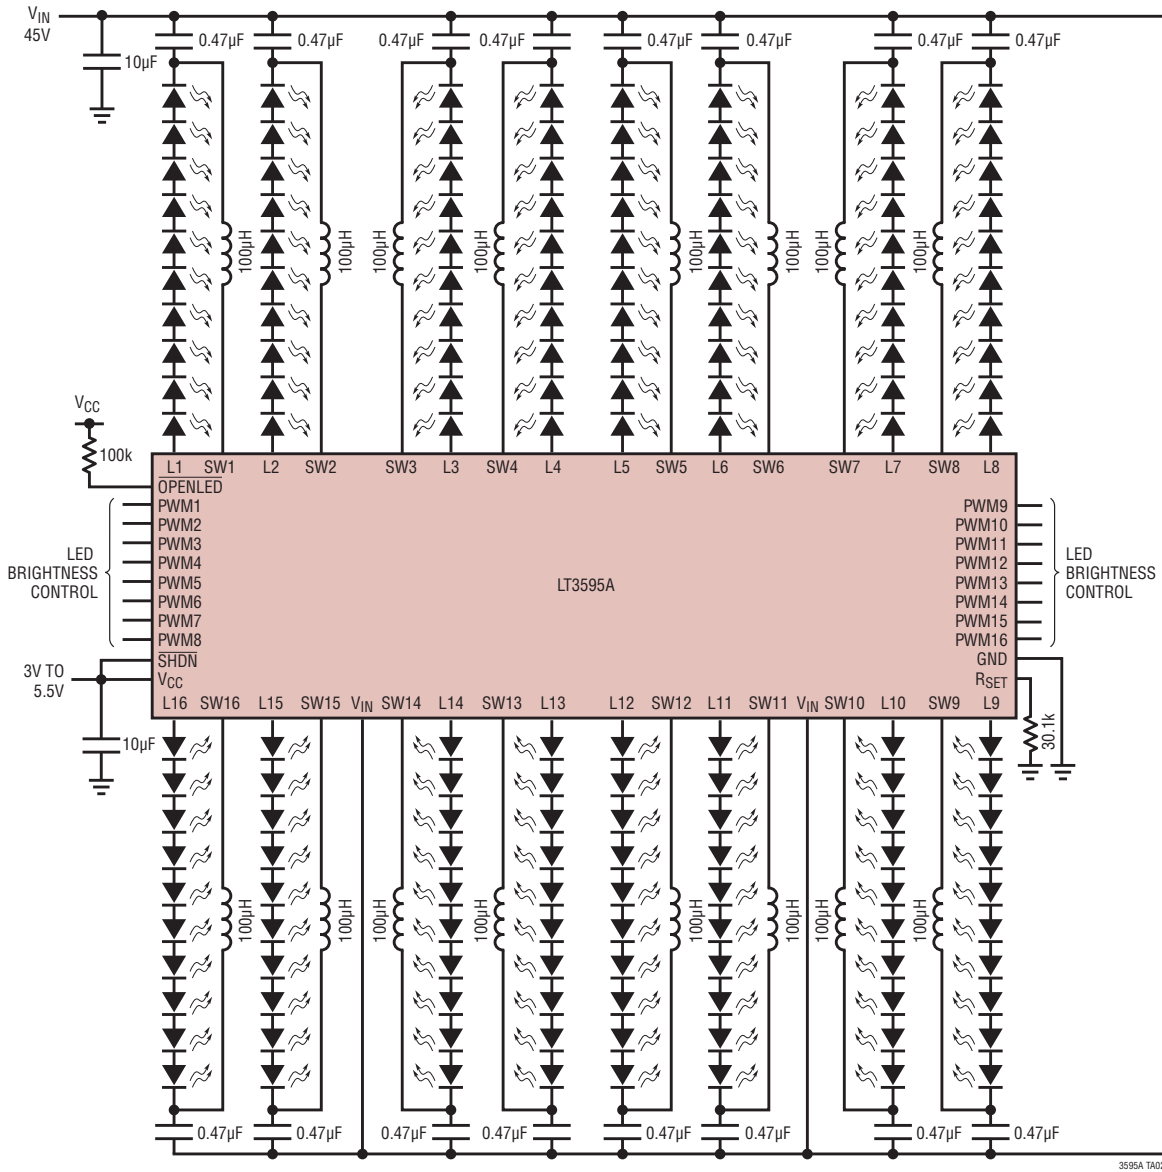 VIN
45V
10µF
0.47µF 0.47µF 0.47µF 0.47µF 0.47µF 0.47µF 0.47µF 0.47µF
100µH 100µH 100µH 100µH 100µH 100µH 100µH 100µH
VCC
100k
L1 SW1 L2 SW2 SW3 L3 SW4 L4 L5 SW5 L6 SW6 SW7 L7 SW8 L8
OPENLED
PWM1 PWM9
PWM2 PWM10
PWM3 PWM11
PWM4 PWM12
PWM5 PWM13
PWM6 PWM14
PWM7 PWM15
PWM8 PWM16
LED
BRIGHTNESS
CONTROL
LT3595A
LED
BRIGHTNESS
CONTROL
SHDN GND
3V TO
5.5V
VCC RSET
L16 SW16 L15 SW15 VIN SW14 L14 SW13 L13 L12 SW12 L11 SW11 VIN SW10 L10 SW9 L9
10µF
30.1k
100µH 100µH 100µH 100µH 100µH 100µH 100µH 100µH
0.47µF 0.47µF 0.47µF 0.47µF 0.47µF 0.47µF 0.47µF 0.47µF